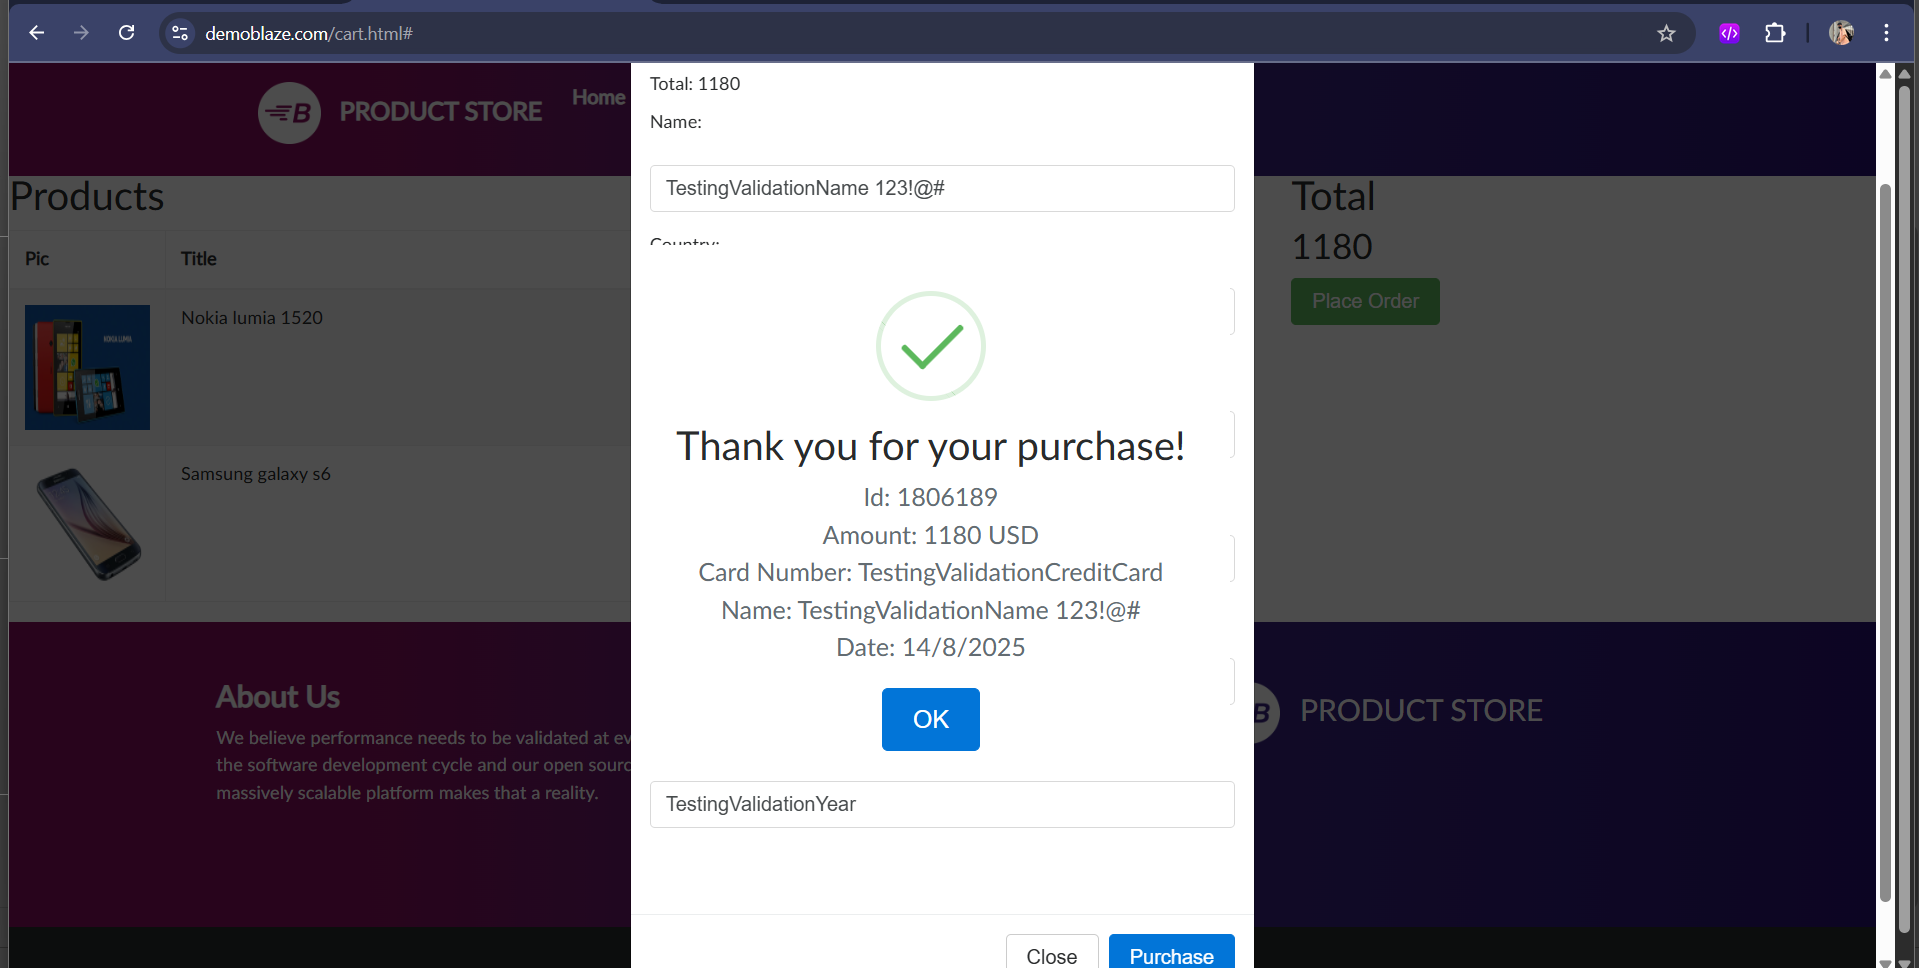 demoblaze.com/cart.html#
PRODUCT STORE
Home
Total: 1180
Name:
TestingValidationName 123!@#
Country:
Products
Pic
Title
Nokia lumia 1520
Samsung galaxy s6
Total
1180
Place Order
Thank you for your purchase!
Id: 1806189
Amount: 1180 USD
Card Number: TestingValidationCreditCard
Name: TestingValidationName 123!@#
Date: 14/8/2025
OK
TestingValidationYear
Close
Purchase
About Us
We believe performance needs to be validated at ev
the software development cycle and our open sourc
massively scalable platform makes that a reality.
B PRODUCT STORE